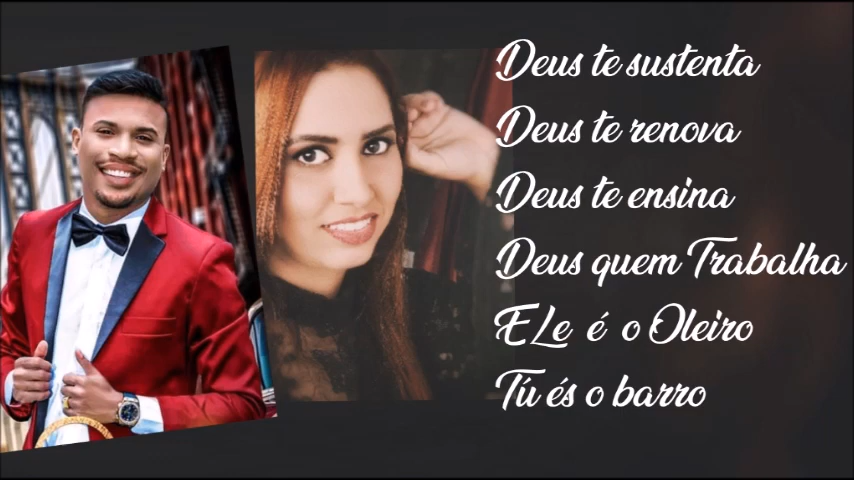 Deus te sustenta
Deus te renova
Deus te ensina
Deus quem Trabalha
ELe é o Oleiro
Tú és o barro